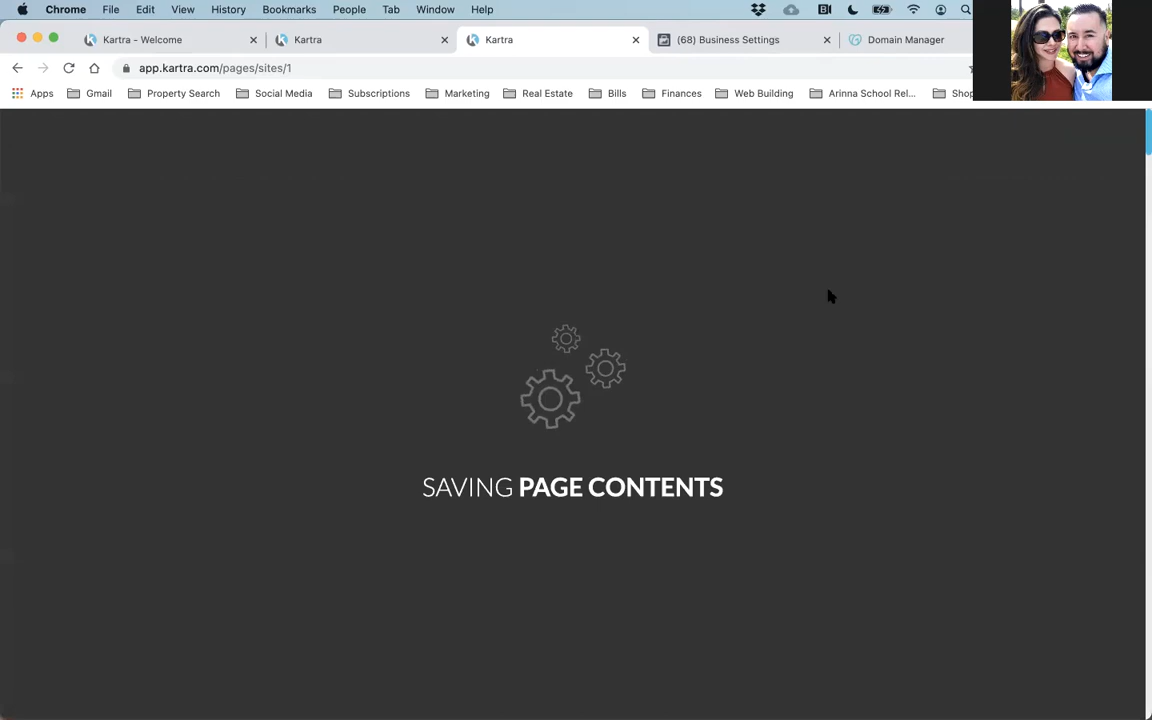 Chrome File Edit View History Bookmarks People Tab Window Help
Kartra - Welcome Kartra Kartra (68) Business Settings Domain Manager
app.kartra.com/pages/sites/1
Apps Gmail Property Search Social Media Subscriptions Marketing Real Estate Bills Finances Web Building Arinna School Rel... Shop
SAVING PAGE CONTENTS